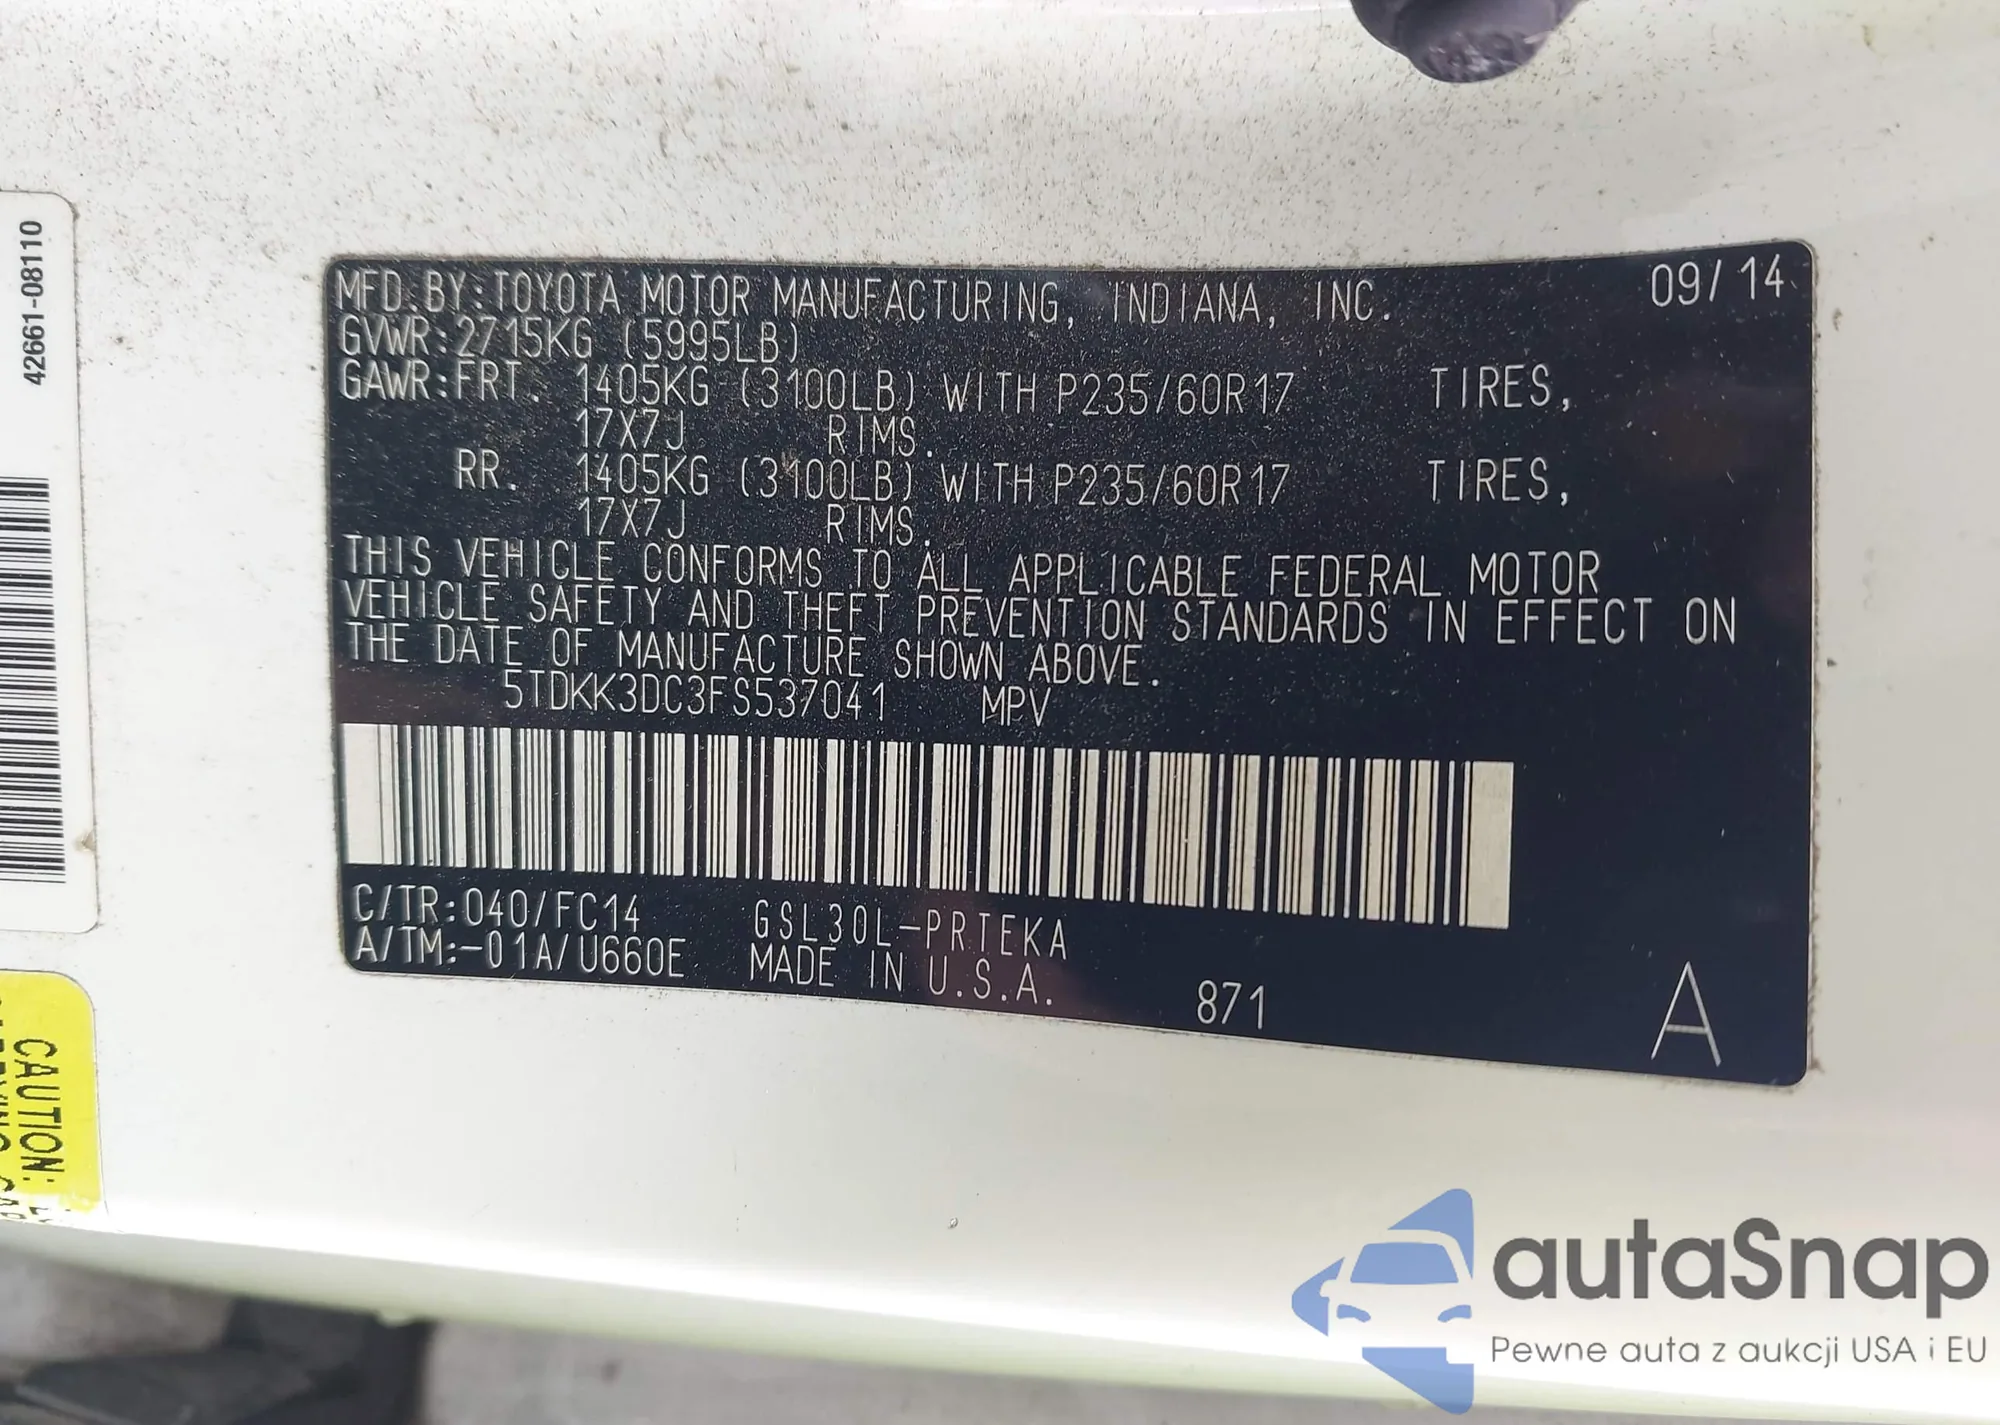 42661-08110
MFD.BY:TOYOTA MOTOR MANUFACTURING, INDIANA, INC. 09/14
GVWR:2715KG (5995LB)
GAWR:FRT. 1405KG (3100LB) WITH P235/60R17 TIRES,
17X7J RIMS.
RR. 1405KG (3100LB) WITH P235/60R17 TIRES,
17X7J RIMS.
THIS VEHICLE CONFORMS TO ALL APPLICABLE FEDERAL MOTOR
VEHICLE SAFETY AND THEFT PREVENTION STANDARDS IN EFFECT ON
THE DATE OF MANUFACTURE SHOWN ABOVE.
5TDKK3DC3FS537041 MPV
C/TR:040/FC14 GSL30L-PRTEKA
A/TM:-01A/U660E MADE IN U.S.A. 871 A
CAUTION:
autaSnap
Pewne auta z aukcji USA i EU